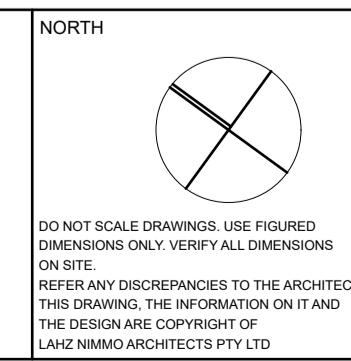 NORTH
DO NOT SCALE DRAWINGS. USE FIGURED
DIMENSIONS ONLY. VERIFY ALL DIMENSIONS
ON SITE.
REFER ANY DISCREPANCIES TO THE ARCHITEC
THIS DRAWING, THE INFORMATION ON IT AND
THE DESIGN ARE COPYRIGHT OF
LAHZ NIMMO ARCHITECTS PTY LTD